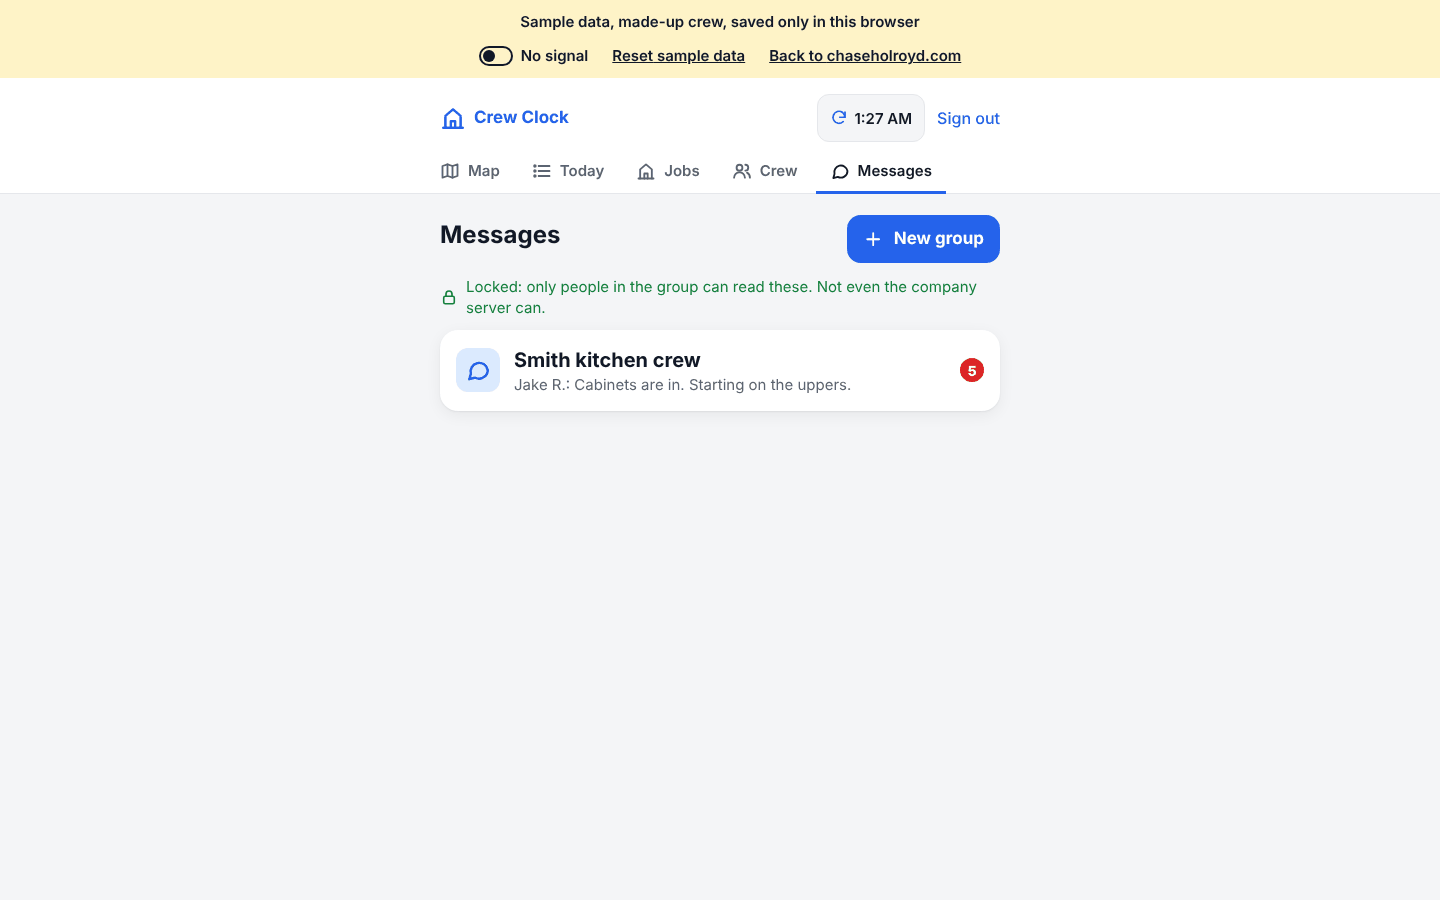 Sample data, made-up crew, saved only in this browser
No signal
Reset sample data
Back to chaseholroyd.com
Crew Clock
1:27 AM
Sign out
Map
Today
Jobs
Crew
Messages
Messages
New group
Locked: only people in the group can read these. Not even the company
server can.
Smith kitchen crew
5
Jake R.: Cabinets are in. Starting on the uppers.